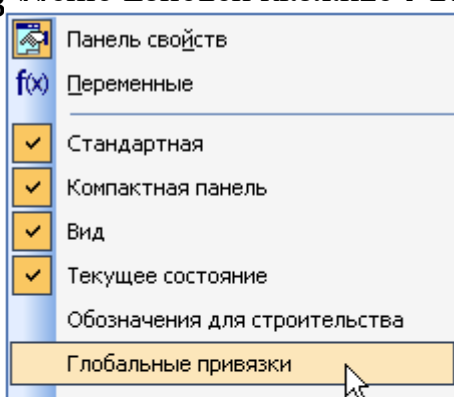 Панель свойств
f(x) Переменные
Стандартная
Компактная панель
Вид
Текущее состояние
Обозначения для строительства
Глобальные привязки